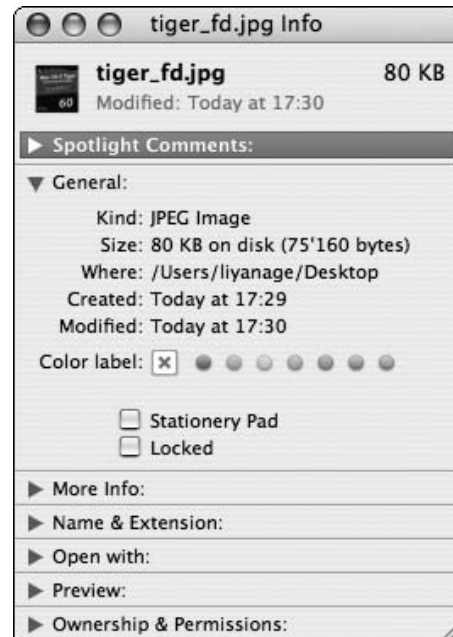 tiger_fd.jpg Info
tiger_fd.jpg 80 KB
Modified: Today at 17:30
Spotlight Comments:
General:
Kind: JPEG Image
Size: 80 KB on disk (75'160 bytes)
Where: /Users/liyanage/Desktop
Created: Today at 17:29
Modified: Today at 17:30
Color label:
Stationery Pad
Locked
More Info:
Name & Extension:
Open with:
Preview:
Ownership & Permissions: